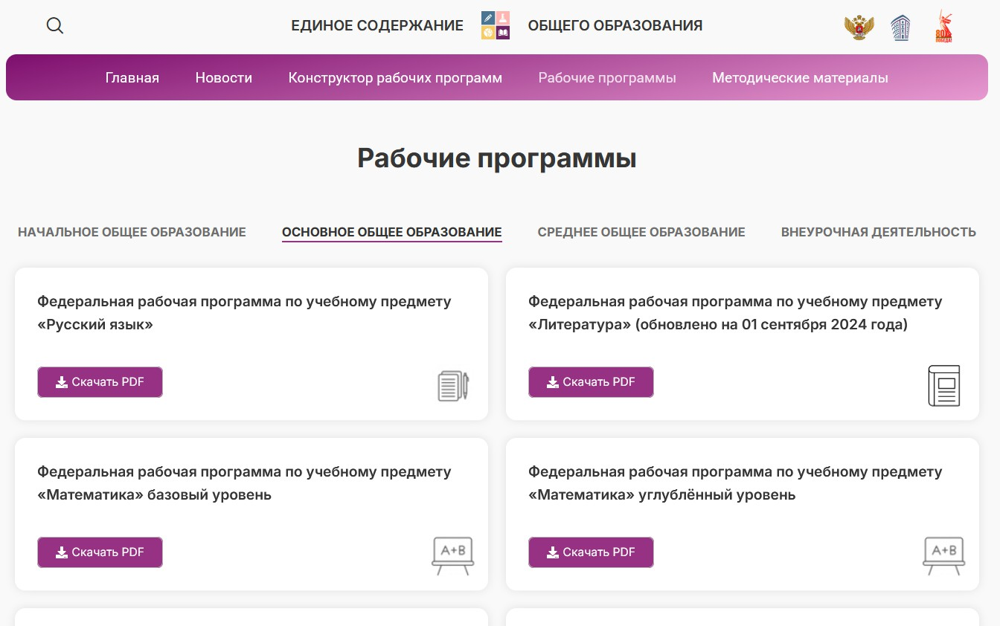 ЕДИНОЕ СОДЕРЖАНИЕ ОБЩЕГО ОБРАЗОВАНИЯ
80 ПОБЕДА!
Главная Новости Конструктор рабочих программ Рабочие программы Методические материалы
Рабочие программы
НАЧАЛЬНОЕ ОБЩЕЕ ОБРАЗОВАНИЕ ОСНОВНОЕ ОБЩЕЕ ОБРАЗОВАНИЕ СРЕДНЕЕ ОБЩЕЕ ОБРАЗОВАНИЕ ВНЕУРОЧНАЯ ДЕЯТЕЛЬНОСТЬ
Федеральная рабочая программа по учебному предмету
«Русский язык»
Скачать PDF
Федеральная рабочая программа по учебному предмету
«Литература» (обновлено на 01 сентября 2024 года)
Скачать PDF
Федеральная рабочая программа по учебному предмету
«Математика» базовый уровень
Скачать PDF
A+B
Федеральная рабочая программа по учебному предмету
«Математика» углублённый уровень
Скачать PDF
A+B